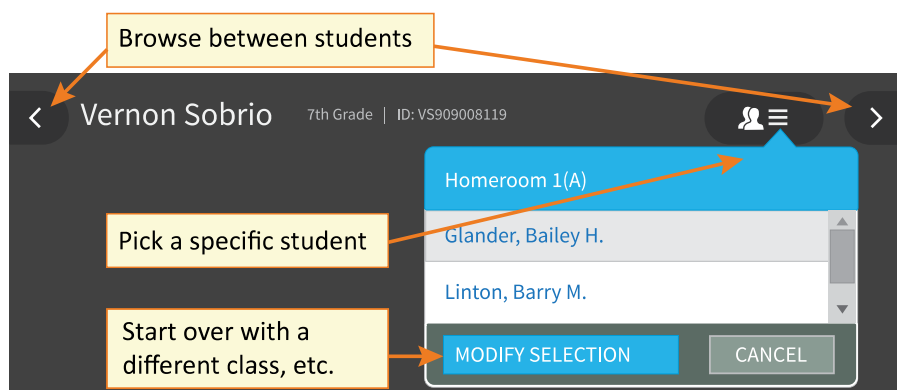 Browse between students
Vernon Sobrio 7th Grade | ID: VS909008119
Homeroom 1(A)
Pick a specific student
Glander, Bailey H.
Linton, Barry M.
Start over with a
different class, etc.
MODIFY SELECTION CANCEL